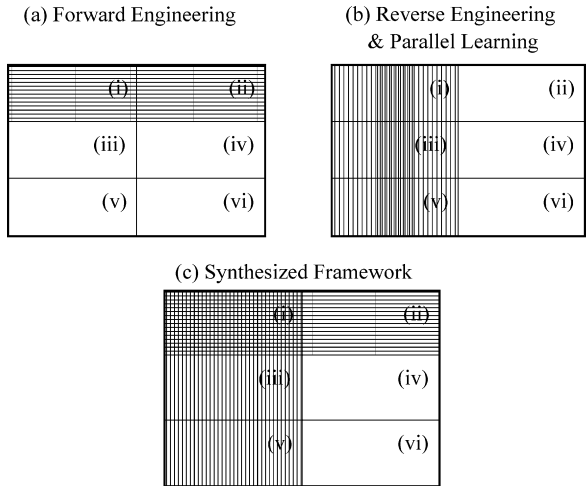 (a) Forward Engineering
(b) Reverse Engineering
& Parallel Learning
(i) (ii)
(iii) (iv)
(v) (vi)
(i) (ii)
(iii) (iv)
(v) (vi)
(c) Synthesized Framework
(i) (ii)
(iii) (iv)
(v) (vi)